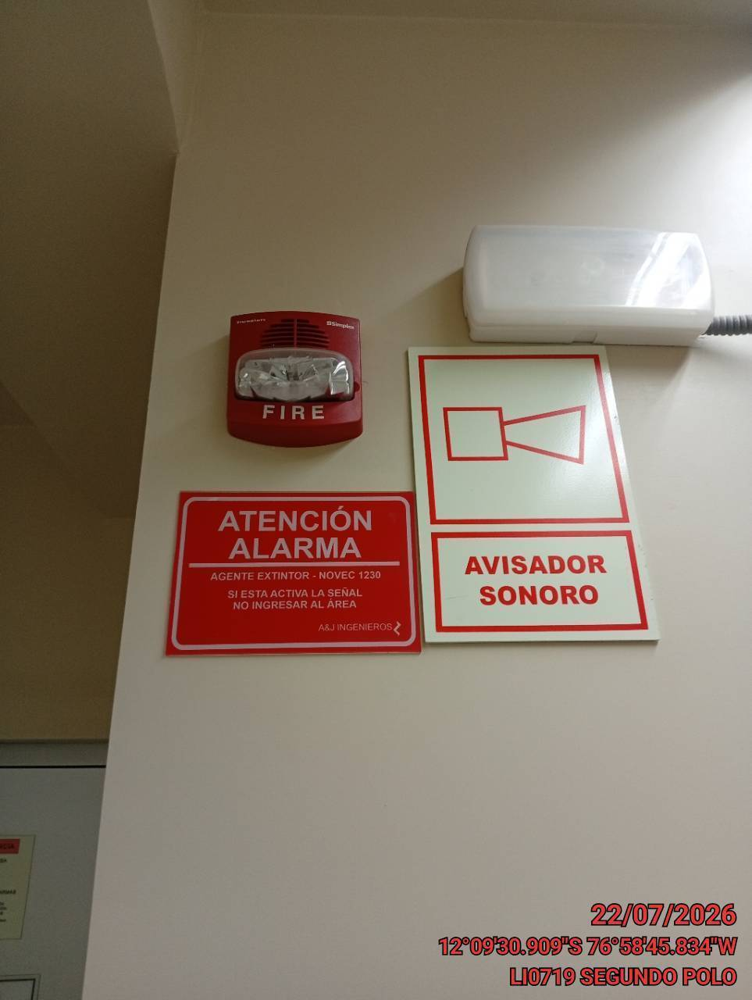 Simplex
FIRE
ATENCIÓN
ALARMA
AGENTE EXTINTOR - NOVEC 1230
SI ESTA ACTIVA LA SEÑAL
NO INGRESAR AL ÁREA
A&J INGENIEROS
AVISADOR
SONORO
22/07/2026
12°09'30.909"S 76°58'45.834"W
LI0719 SEGUNDO POLO